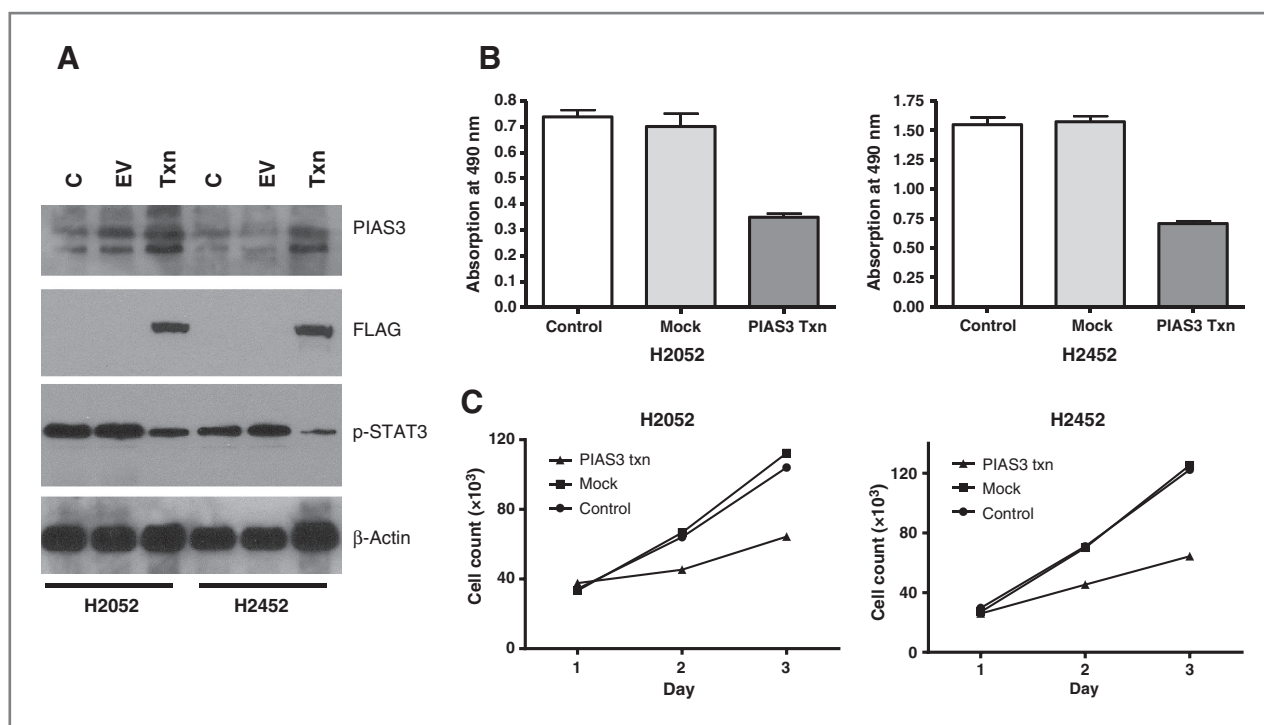 A
C EV Txn C EV Txn
PIAS3
FLAG
p-STAT3
β-Actin
H2052 H2452
B
Absorption at 490 nm
0.8
0.7
0.6
0.5
0.4
0.3
0.2
0.1
0.0
Control Mock PIAS3 Txn
H2052
Absorption at 490 nm
1.75
1.50
1.25
1.00
0.75
0.50
0.25
0.00
Control Mock PIAS3 Txn
H2452
C
H2052
Cell count (×10³)
120
80
40
0
PIAS3 txn
Mock
Control
1 2 3
Day
H2452
Cell count (×10³)
120
80
40
0
PIAS3 txn
Mock
Control
1 2 3
Day